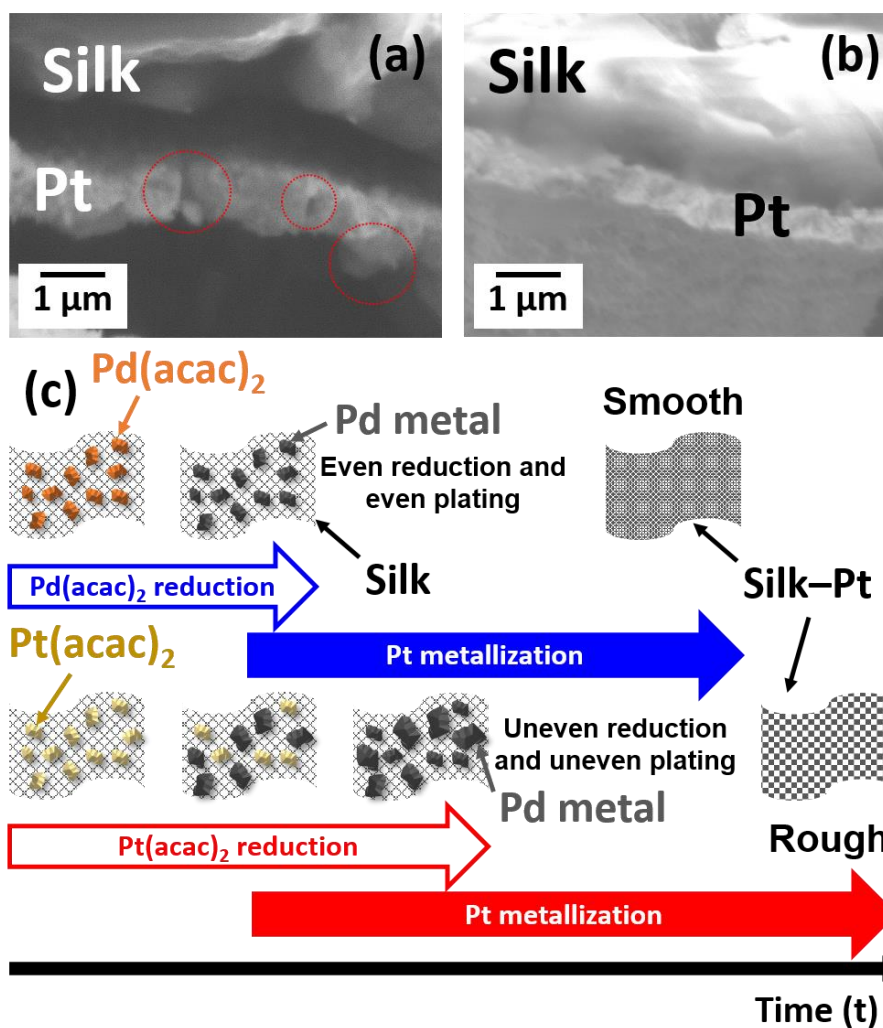 Silk
(a)
Pt
1 µm
Silk
(b)
Pt
1 µm
(c)
Pd(acac)₂
Pd metal
Even reduction and
even plating
Smooth
Pd(acac)₂ reduction
Silk
Silk–Pt
Pt metallization
Pt(acac)₂
Uneven reduction
and uneven plating
Pd metal
Pt(acac)₂ reduction
Rough
Pt metallization
Time (t)